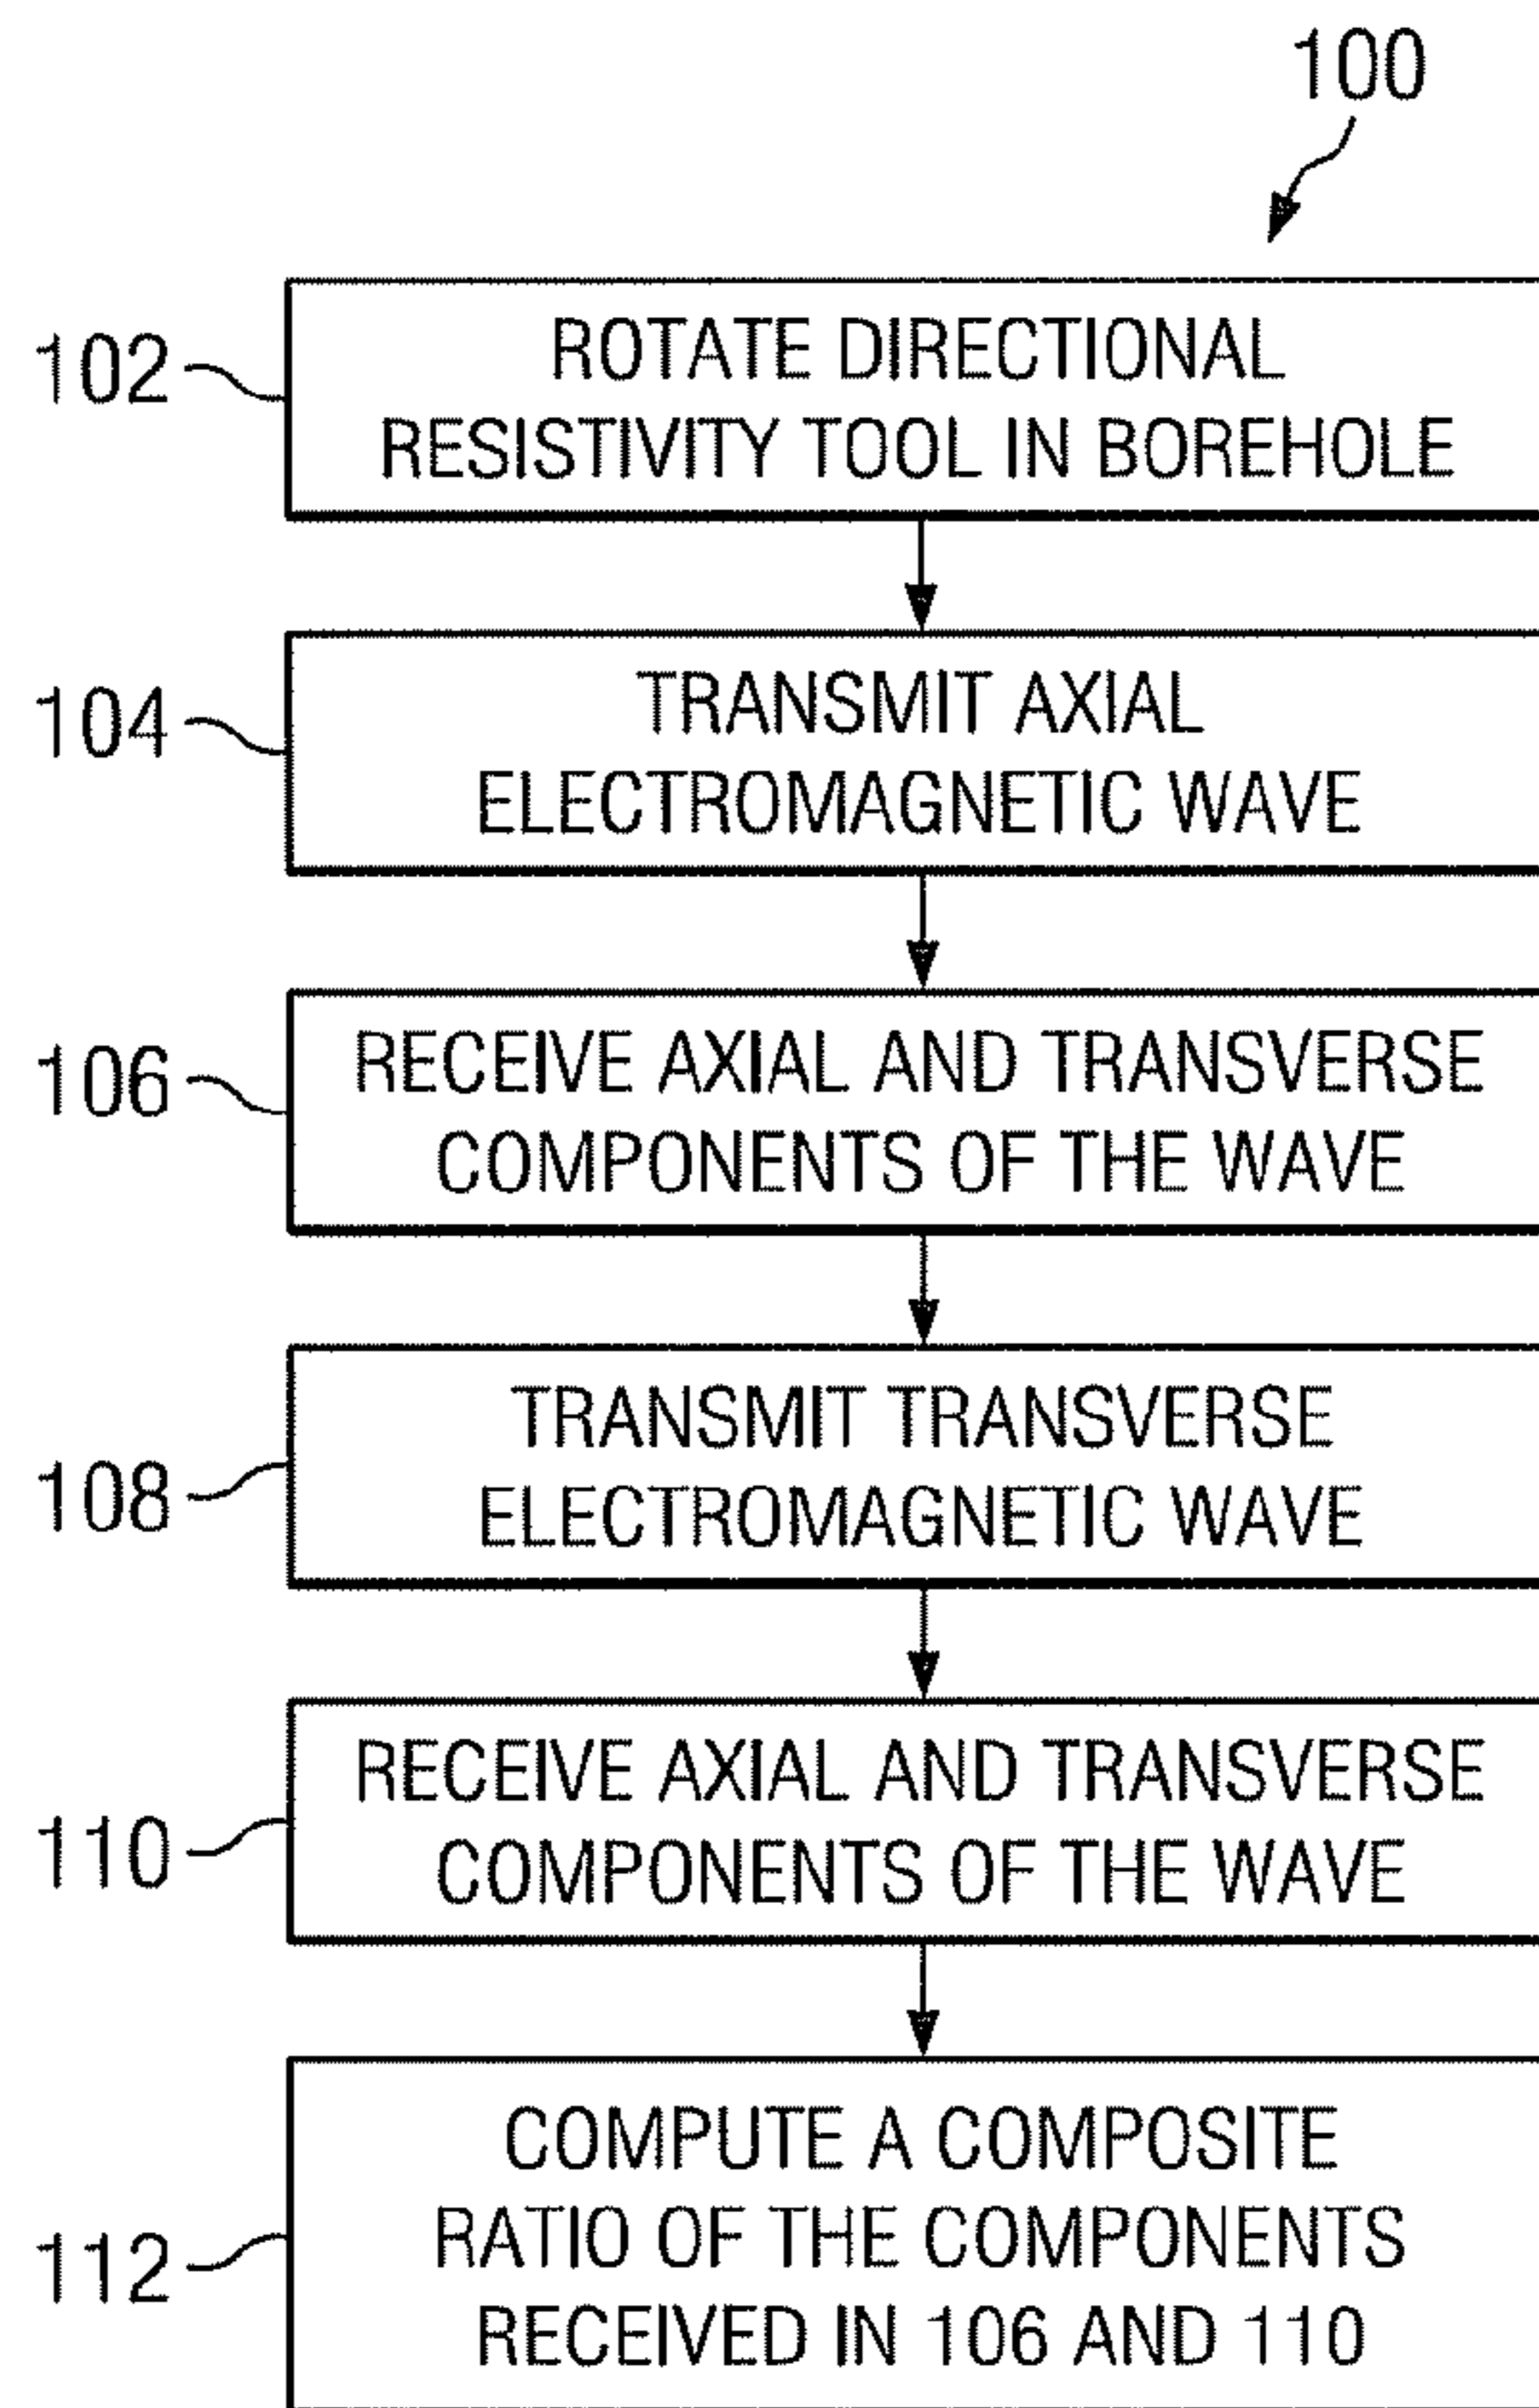 100
102
ROTATE DIRECTIONAL
RESISTIVITY TOOL IN BOREHOLE
104
TRANSMIT AXIAL
ELECTROMAGNETIC WAVE
106
RECEIVE AXIAL AND TRANSVERSE
COMPONENTS OF THE WAVE
108
TRANSMIT TRANSVERSE
ELECTROMAGNETIC WAVE
110
RECEIVE AXIAL AND TRANSVERSE
COMPONENTS OF THE WAVE
112
COMPUTE A COMPOSITE
RATIO OF THE COMPONENTS
RECEIVED IN 106 AND 110